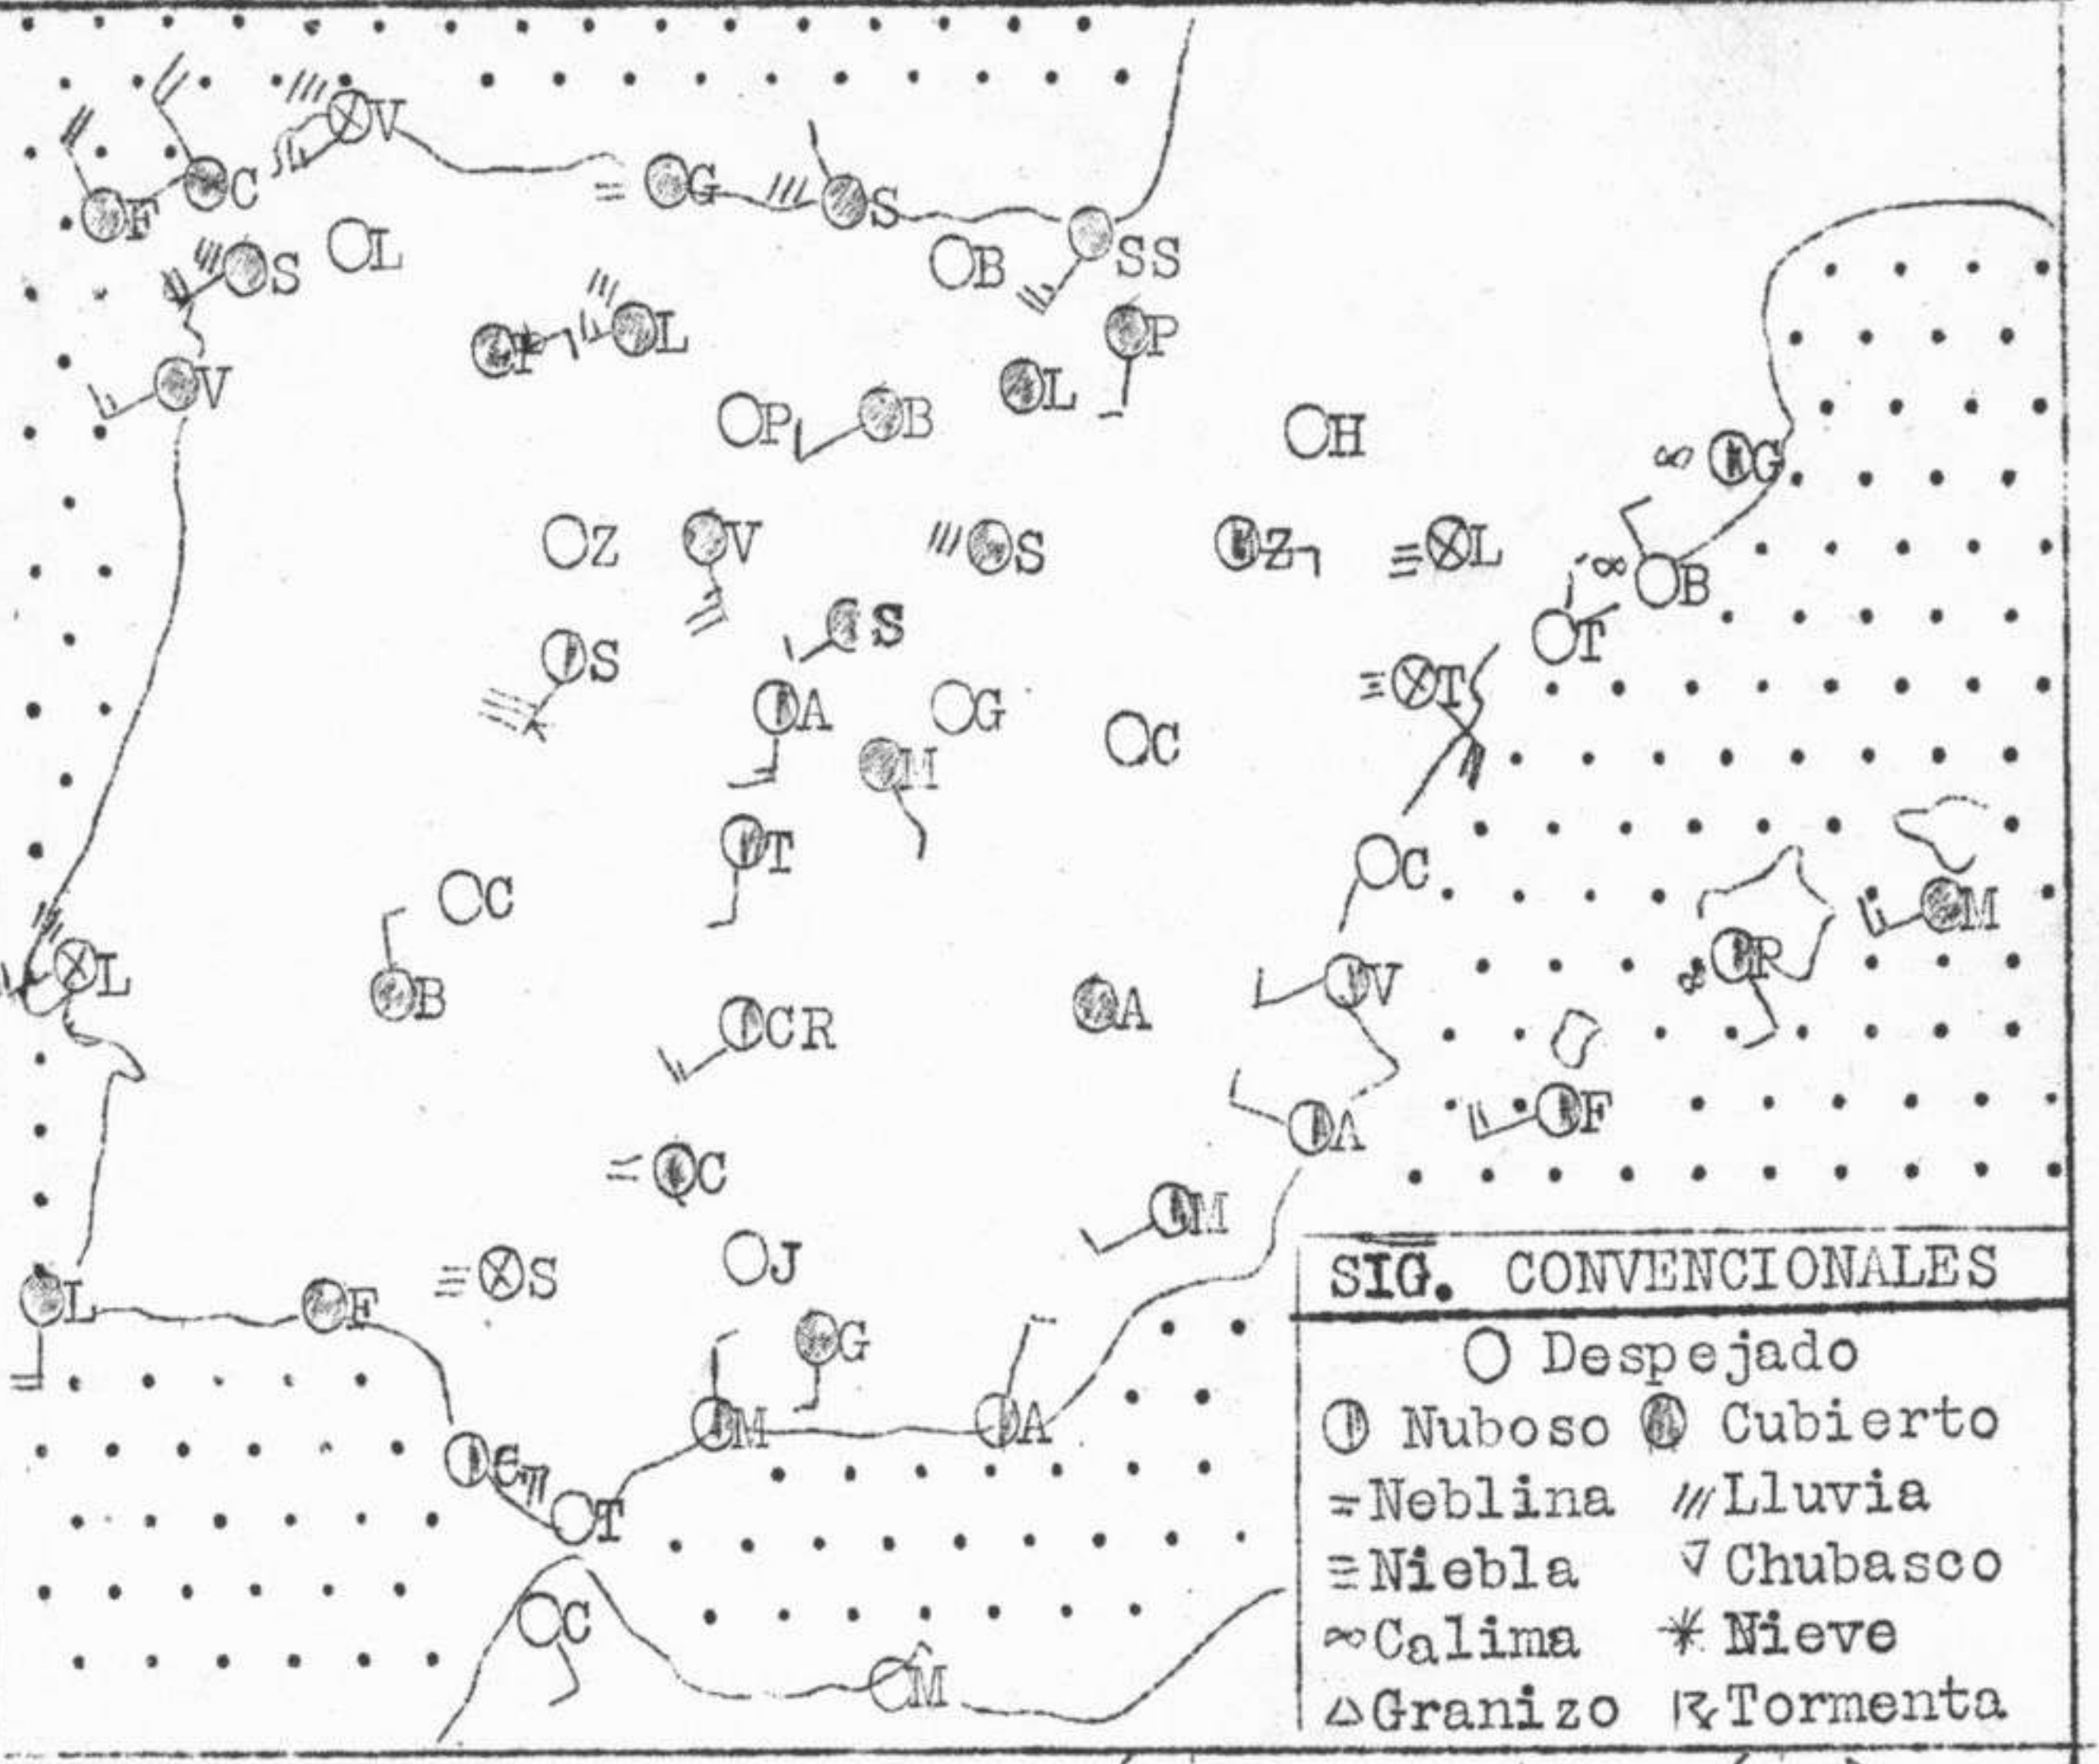 V
C
G
S
F
S
L
B
SS
L
P
V
P
B
L
H
G
Z
V
S
Z
L
B
S
S
T
A
G
T
C
M
T
C
C
M
L
B
V
P
CR
A
A
F
C
M
S
J
L
F
G
M
A
C
T
C
M
SIG. CONVENCIONALES
Despejado
Nuboso Cubierto
Neblina Lluvia
Niebla Chubasco
Calima Nieve
Granizo Tormenta